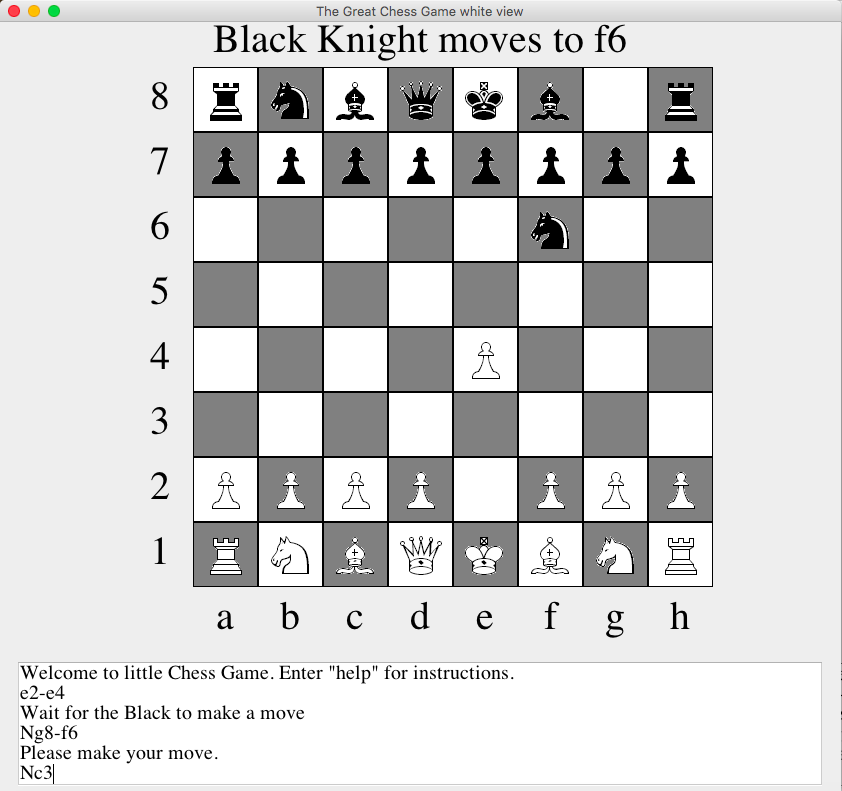 The Great Chess Game white view
Black Knight moves to f6
8
7
6
5
4
3
2
1
a b c d e f g h
Welcome to little Chess Game. Enter "help" for instructions.
e2-e4
Wait for the Black to make a move
Ng8-f6
Please make your move.
Nc3